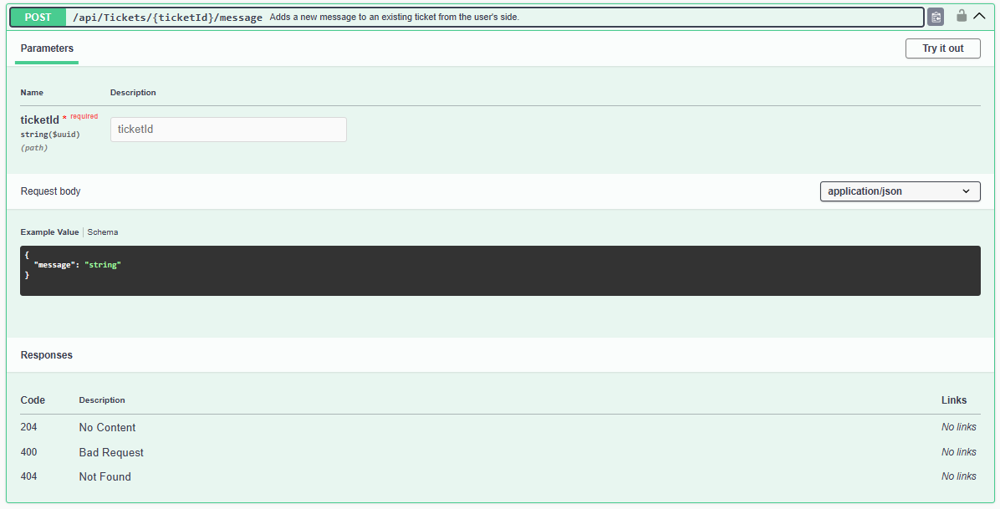 POST /api/Tickets/{ticketId}/message Adds a new message to an existing ticket from the user's side.
Parameters Try it out
Name Description
ticketId * required
string($uuid)
(path)
ticketId
Request body application/json
Example Value Schema
{
"message": "string"
}
Responses
Code Description Links
204 No Content No links
400 Bad Request No links
404 Not Found No links